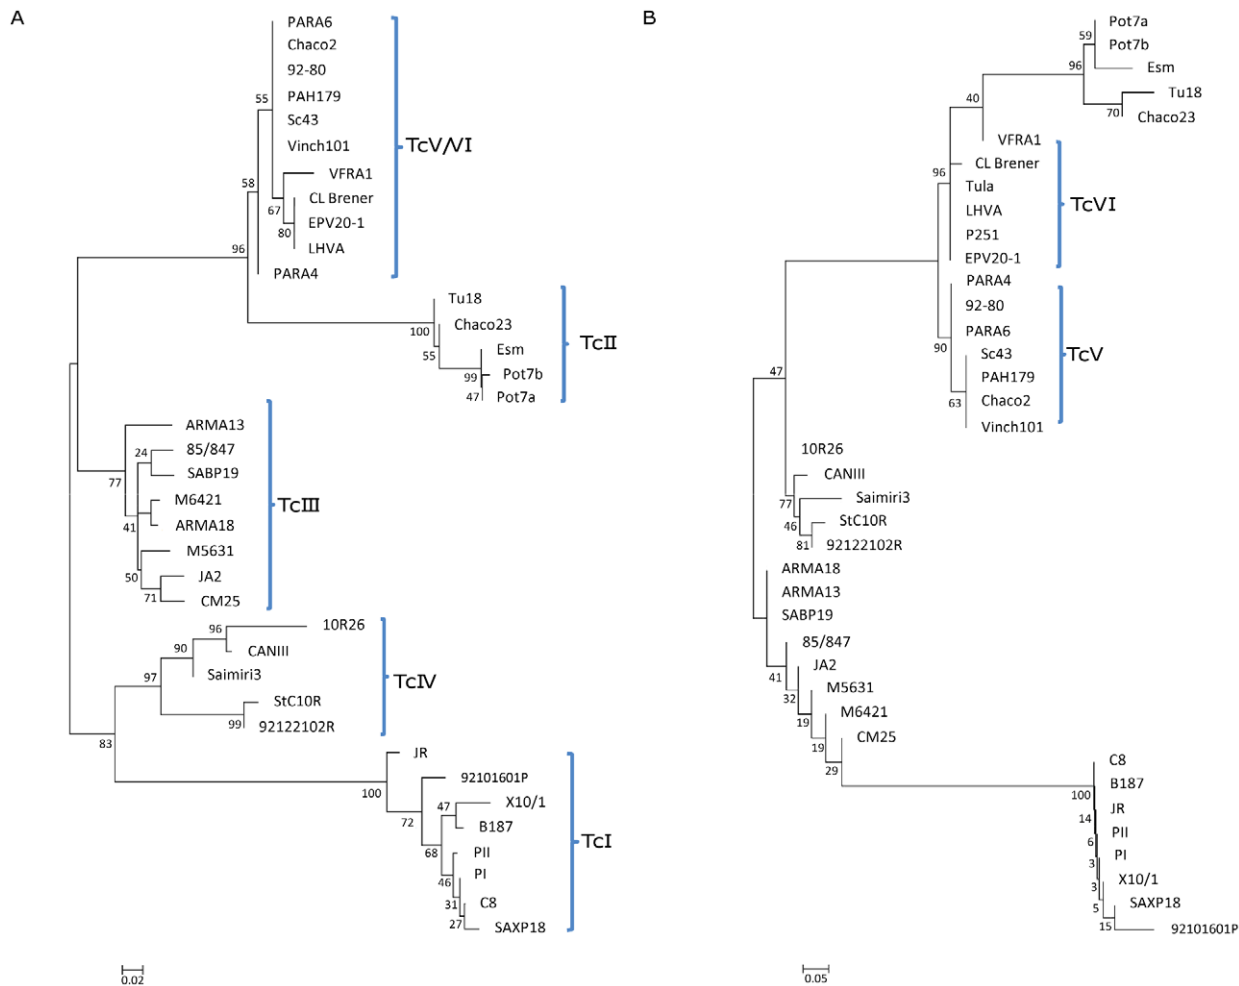 A
PARA6
Chaco2
92-80
PAH179
Sc43
Vinch101
VFRA1
CL Brener
EPV20-1
LHVA
PARA4
55
58
67
80
96
TcV/VI
Tu18
Chaco23
Esm
Pot7b
Pot7a
100
55
99
47
TcII
ARMA13
85/847
SABP19
M6421
ARMA18
M5631
JA2
CM25
24
77
41
50
71
TcIII
10R26
CANIII
Saimiri3
StC10R
92122102R
96
90
97
99
83
TcIV
JR
92101601P
X10/1
B187
PII
PI
C8
SAXP18
100
72
47
68
46
31
27
TcI
0.02
B
Pot7a
Pot7b
Esm
Tu18
Chaco23
VFRA1
59
96
70
40
CL Brener
Tula
LHVA
P251
EPV20-1
96
TcVI
PARA4
92-80
PARA6
Sc43
PAH179
Chaco2
Vinch101
90
63
TcV
47
10R26
CANIII
Saimiri3
StC10R
92122102R
77
46
81
ARMA18
ARMA13
SABP19
85/847
JA2
M5631
M6421
CM25
41
32
19
19
29
C8
B187
JR
PII
PI
X10/1
SAXP18
92101601P
100
14
6
3
3
5
15
0.05